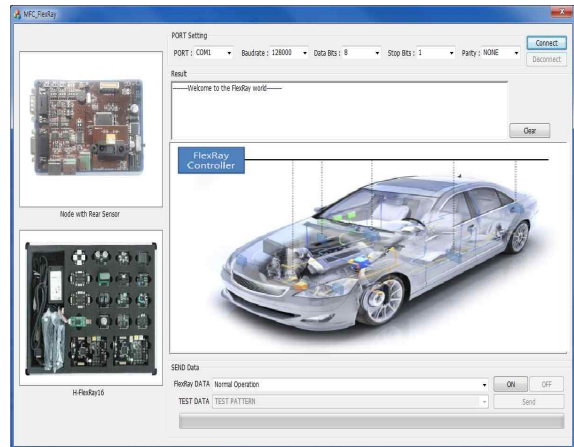 MFC_FlexRay
PORT Setting
PORT : COM1 Baudrate : 128000 Data Bits : 8 Stop Bits : 1 Parity : NONE
Connect
Disconnect
Result
-------Welcome to the FlexRay world-------
Clear
FlexRay
Controller
Node with Rear Sensor
H-FlexRay16
SEND Data
FlexRay DATA Normal Operation ON OFF
TEST DATA TEST PATTERN Send